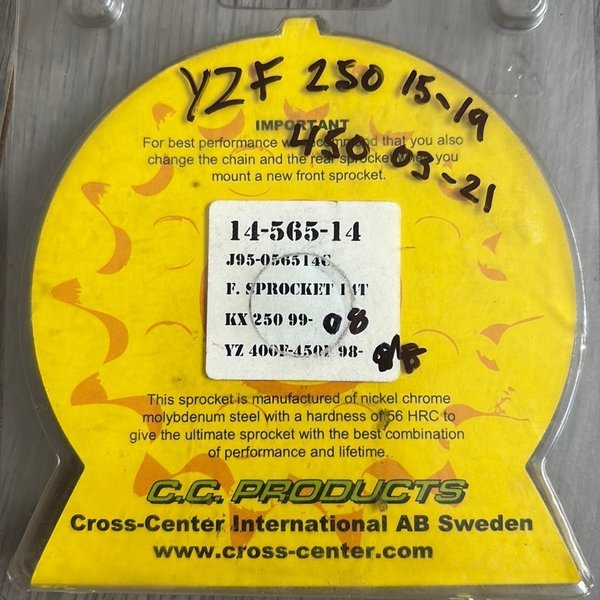 YZF 250 15-19
450 03-21
IMPORTANT
For best performance we recommend that you also
change the chain and the rear sprocket when you
mount a new front sprocket.
14-565-14
J95-056514C
F. SPROCKET 14T
KX 250 99- 08
YZ 400F-450F 98-
This sprocket is manufactured of nickel chrome
molybdenum steel with a hardness of 56 HRC to
give the ultimate sprocket with the best combination
of performance and lifetime.
C.C. PRODUCTS
Cross-Center International AB Sweden
www.cross-center.com